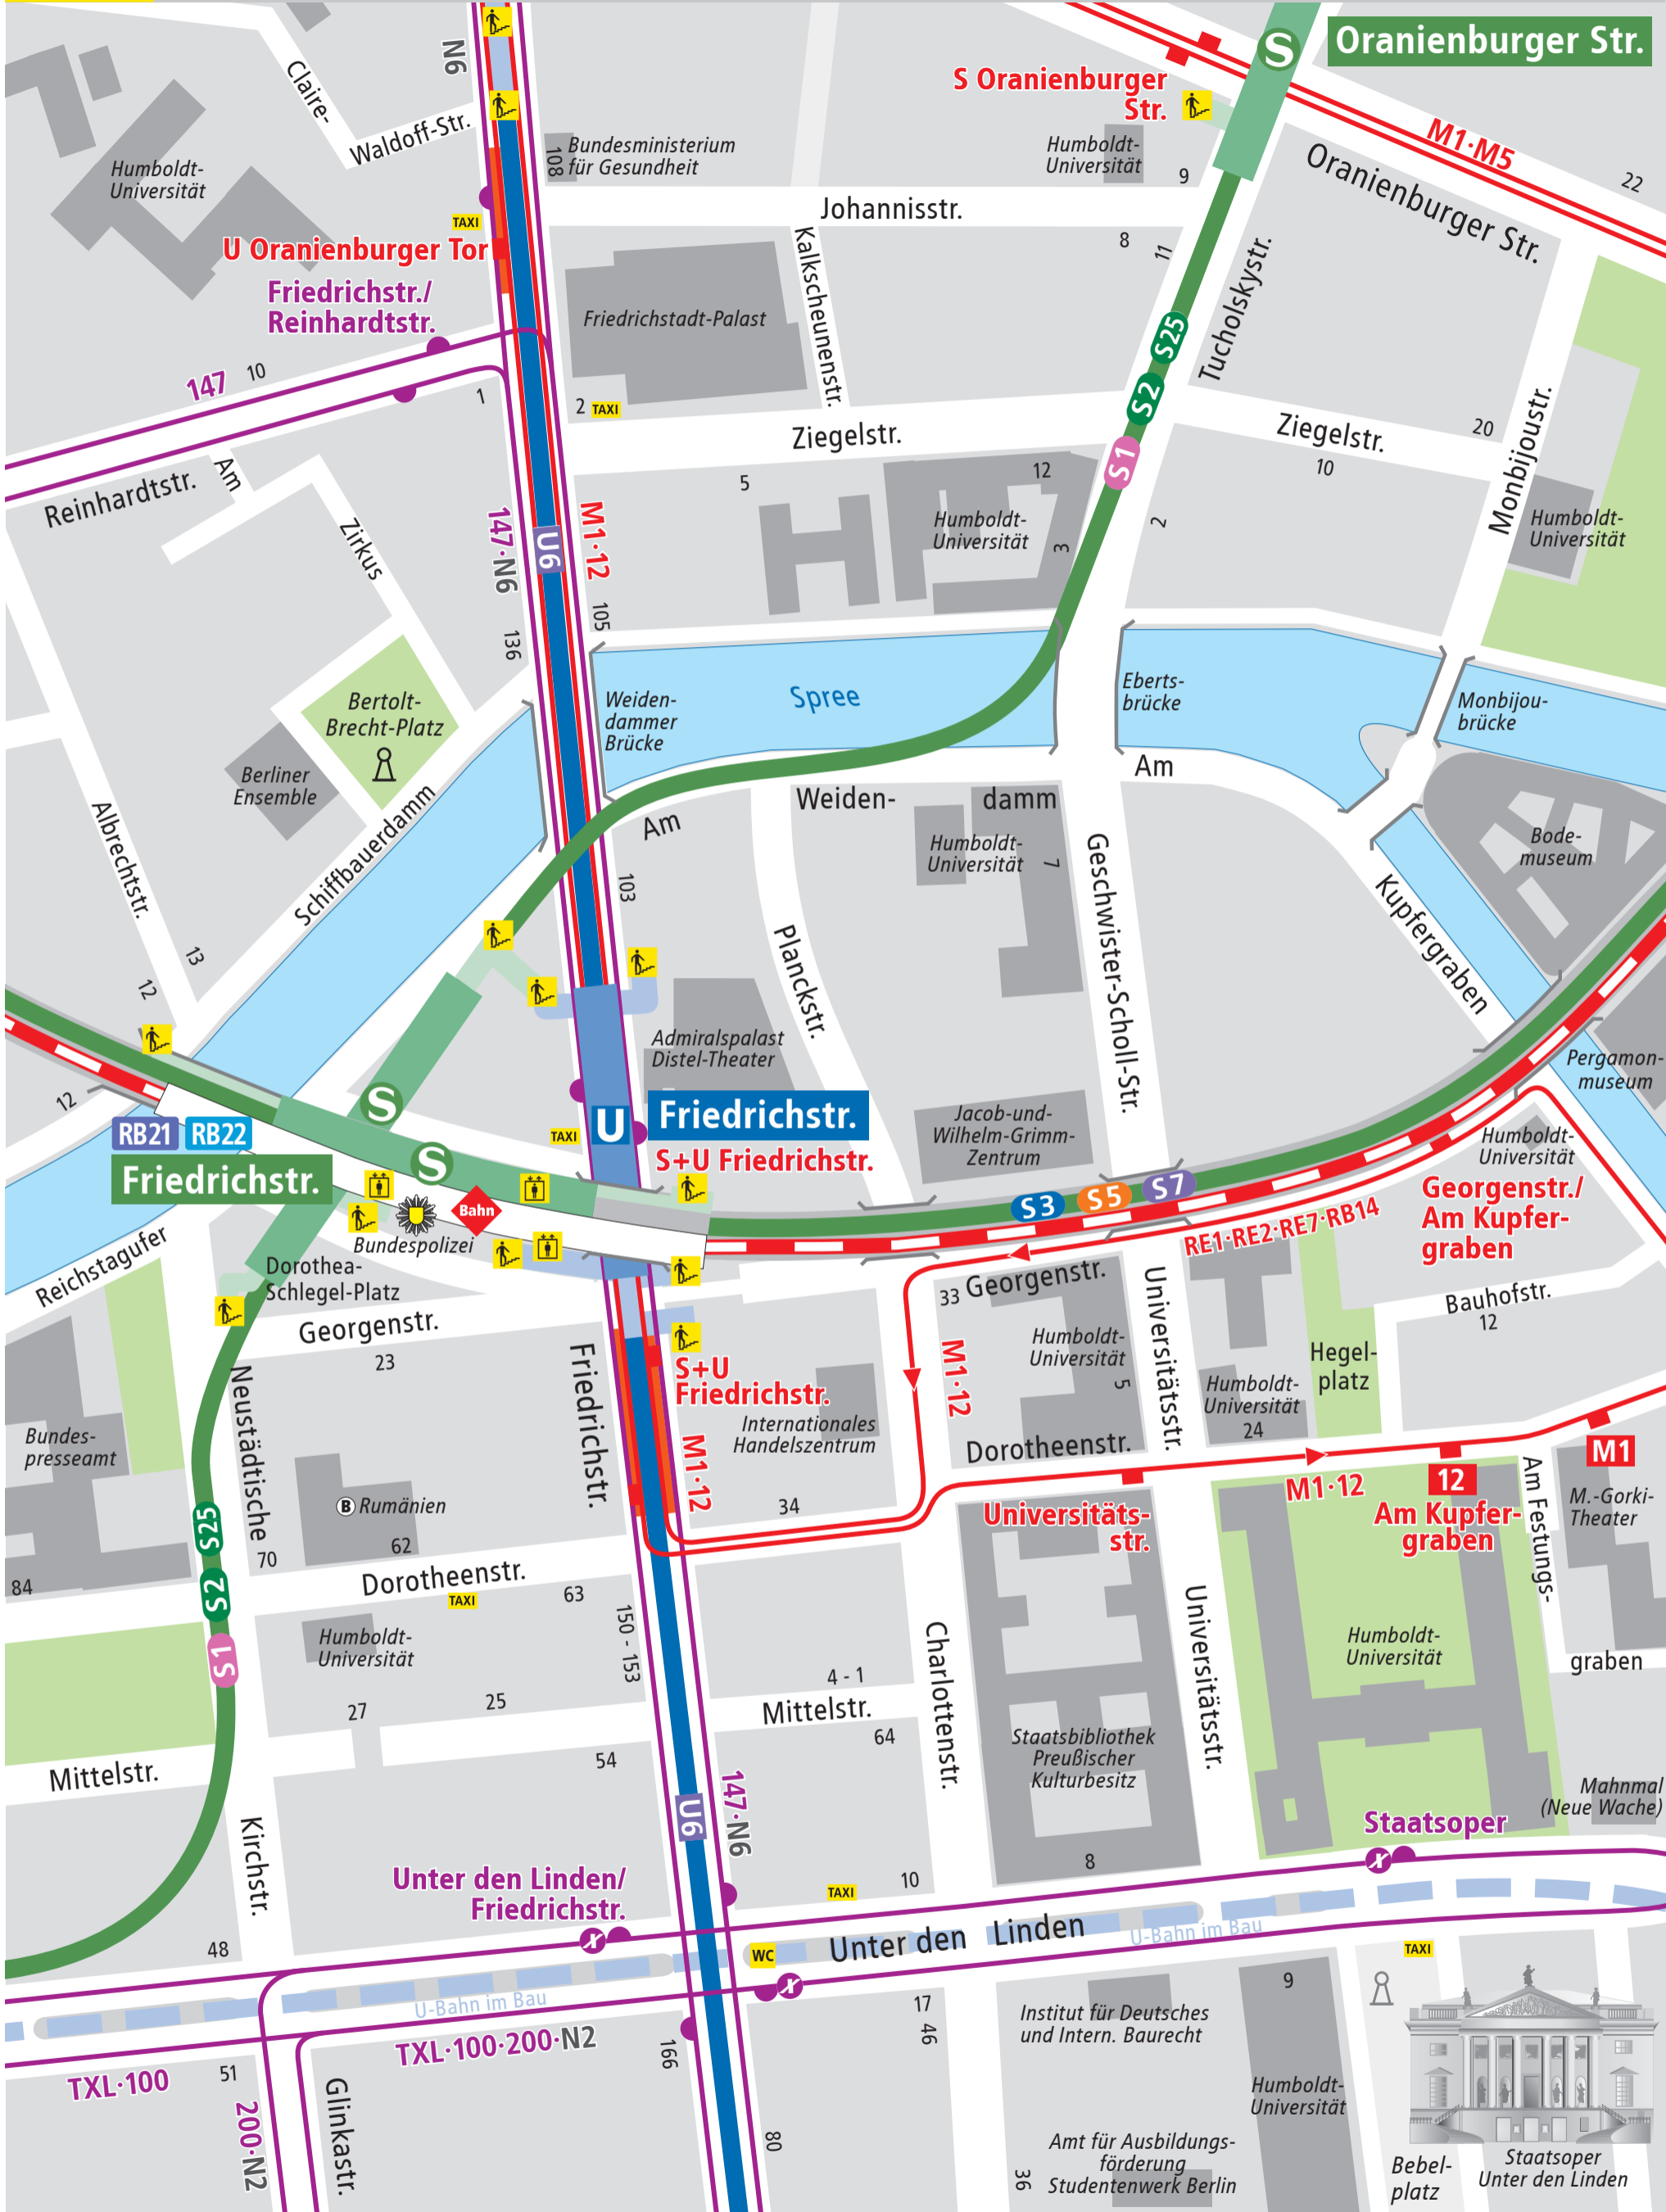 N6
S
Oranienburger Str.
Claire-
Waldoff-Str.
S Oranienburger
Str.
M1·M5
Oranienburger Str.
22
Humboldt-
Universität
108
Bundesministerium
für Gesundheit
Humboldt-
Universität
9
Johannisstr.
TAXI
U Oranienburger Tor
8
11
Tucholskystr.
Kalkscheunenstr.
Friedrichstr./
Reinhardtstr.
Friedrichstadt-Palast
S25
S2
S1
147
10
1
2
TAXI
Ziegelstr.
Ziegelstr.
20
10
Monbijoustr.
Reinhardtstr.
Am
Zirkus
5
12
147·N6
U6
M1·12
Humboldt-
Universität
3
2
Humboldt-
Universität
136
105
Bertolt-
Brecht-Platz
Weiden-
dammer
Brücke
Spree
Eberts-
brücke
Monbijou-
brücke
Berliner
Ensemble
Albrechtstr.
Schiffbauerdamm
Am
Weiden-
damm
Am
Humboldt-
Universität
7
Bode-
museum
103
13
12
Planckstr.
Geschwister-Scholl-Str.
Kupfergraben
Admiralspalast
Distel-Theater
Pergamon-
museum
12
RB21
RB22
S
TAXI
U
Friedrichstr.
S+U Friedrichstr.
Jacob-und-
Wilhelm-Grimm-
Zentrum
Humboldt-
Universität
Friedrichstr.
S
Bahn
Bundespolizei
S3
S5
S7
RE1·RE2·RE7·RB14
Georgenstr./
Am Kupfer-
graben
Reichstagufer
Dorothea-
Schlegel-Platz
Georgenstr.
23
33
Georgenstr.
Universitätsstr.
Bauhofstr.
12
Humboldt-
Universität
5
Hegel-
platz
Friedrichstr.
S+U
Friedrichstr.
M1·12
Humboldt-
Universität
24
Neustädtische
Kirchstr.
Bundes-
presseamt
Internationales
Handelszentrum
Dorotheenstr.
M1
M1·12
M1·12
12
Am Kupfer-
graben
Am Festungs-
graben
M.-Gorki-
Theater
B
Rumänien
62
34
Universitäts-
str.
S25
S2
S1
70
84
Dorotheenstr.
TAXI
63
150 - 153
Humboldt-
Universität
Charlottenstr.
Universitätsstr.
Humboldt-
Universität
27
25
4 - 1
Mittelstr.
64
54
Mittelstr.
Staatsbibliothek
Preußischer
Kulturbesitz
Mahnmal
(Neue Wache)
U6
147·N6
Staatsoper
8
Unter den Linden/
Friedrichstr.
TAXI
10
48
WC
Unter den Linden
U-Bahn im Bau
U-Bahn im Bau
TAXI
TXL·100·200·N2
TXL·100
51
200·N2
Glinkastr.
166
17
46
Institut für Deutsches
und Intern. Baurecht
9
Humboldt-
Universität
80
36
Amt für Ausbildungs-
förderung
Studentenwerk Berlin
Bebel-
platz
Staatsoper
Unter den Linden